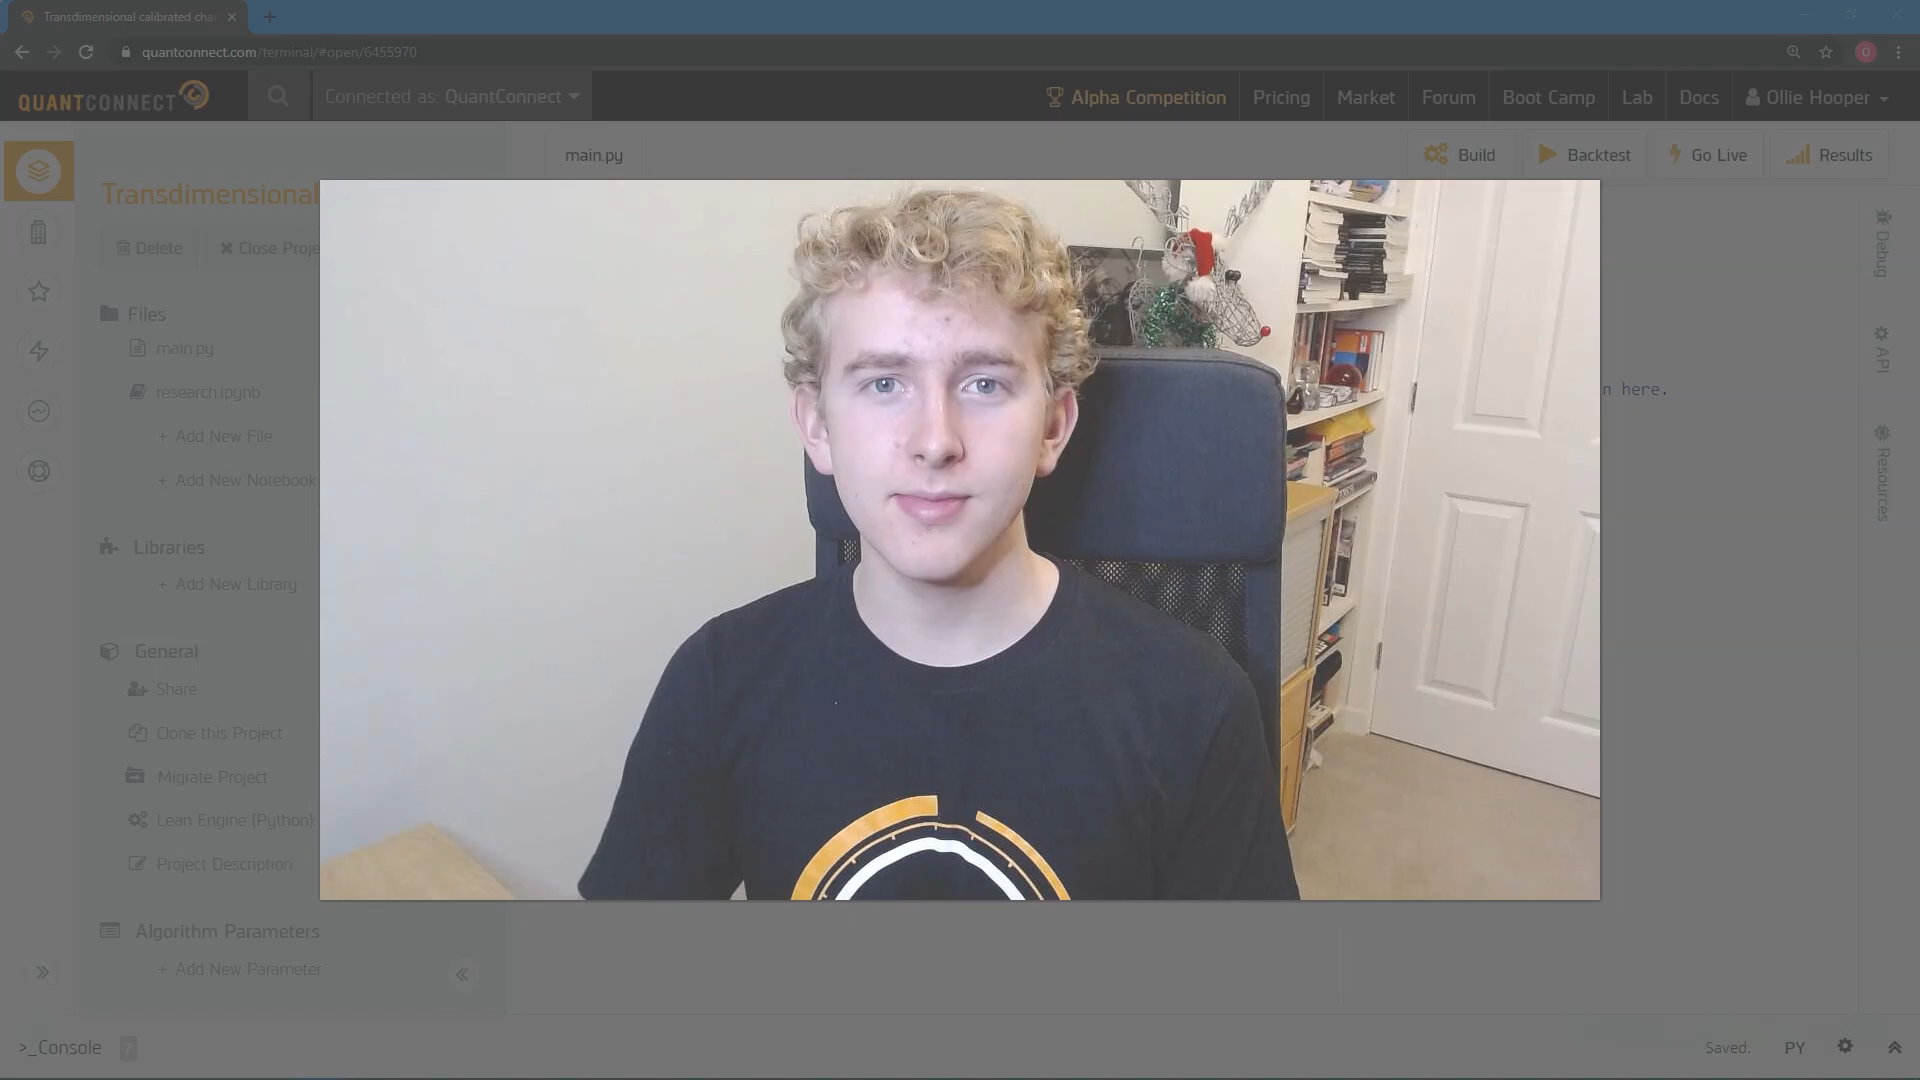 Transdimensional calibrated cha
quantconnect.com/terminal/#open/6455970
O
QUANTCONNECT
Connected as: QuantConnect
Alpha Competition
Pricing
Market
Forum
Boot Camp
Lab
Docs
Ollie Hooper
main.py
Build
Backtest
Go Live
Results
Transdimensional
Delete
Close Proje
Files
main.py
research.ipynb
+ Add New File
+ Add New Notebook
Libraries
+ Add New Library
General
Share
Clone this Project
Migrate Project
Lean Engine (Python)
Project Description
Algorithm Parameters
+ Add New Parameter
n here.
Debug
API
Resources
>_Console
7
Saved.
PY